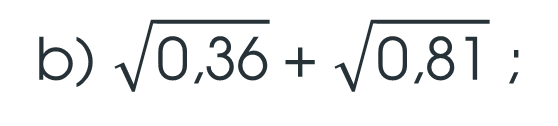 b) √0,36 + √0,81 ;